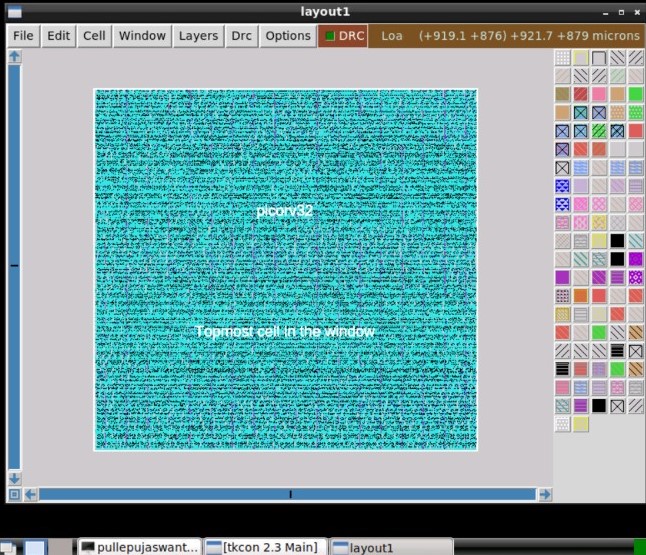 layout1
File Edit Cell Window Layers Drc Options DRC Loa (+919.1 +876) +921.7 +879 microns
picorv32
Topmost cell in the window
pullepujaswant... [tkcon 2.3 Main] layout1